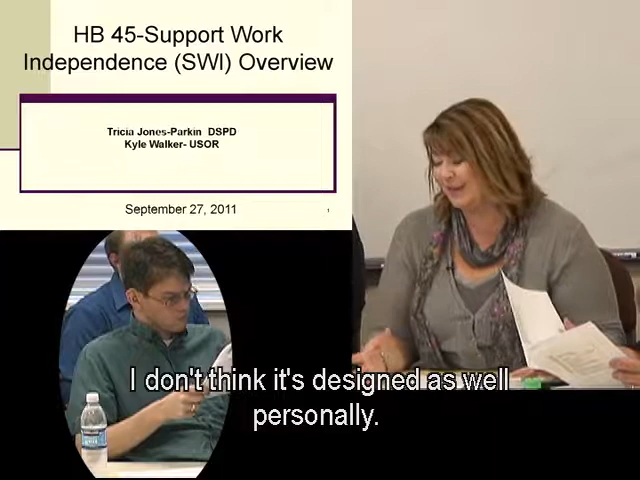 HB 45-Support Work
Independence (SWI) Overview
Tricia Jones-Parkin DSPD
Kyle Walker- USOR
September 27, 2011
1
I don't think it's designed as well
personally.